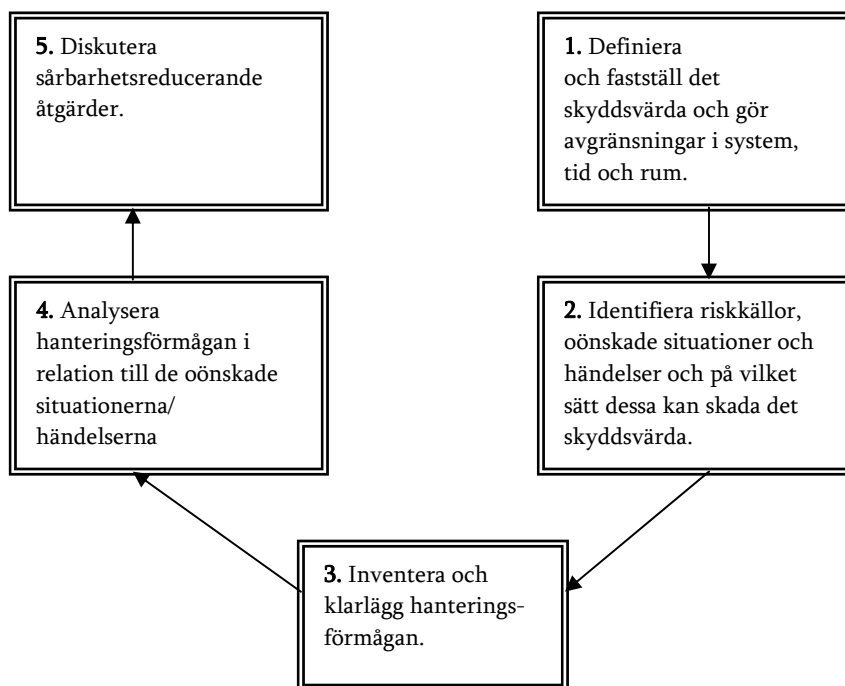 1. Definiera
och fastställ det
skyddsvärda och gör
avgränsningar i system,
tid och rum.
2. Identifiera riskkällor,
oönskade situationer och
händelser och på vilket
sätt dessa kan skada det
skyddsvärda.
3. Inventera och
klarlägg hanterings-
förmågan.
4. Analysera
hanteringsförmågan i
relation till de oönskade
situationerna/
händelserna
5. Diskutera
sårbarhetsreducerande
åtgärder.